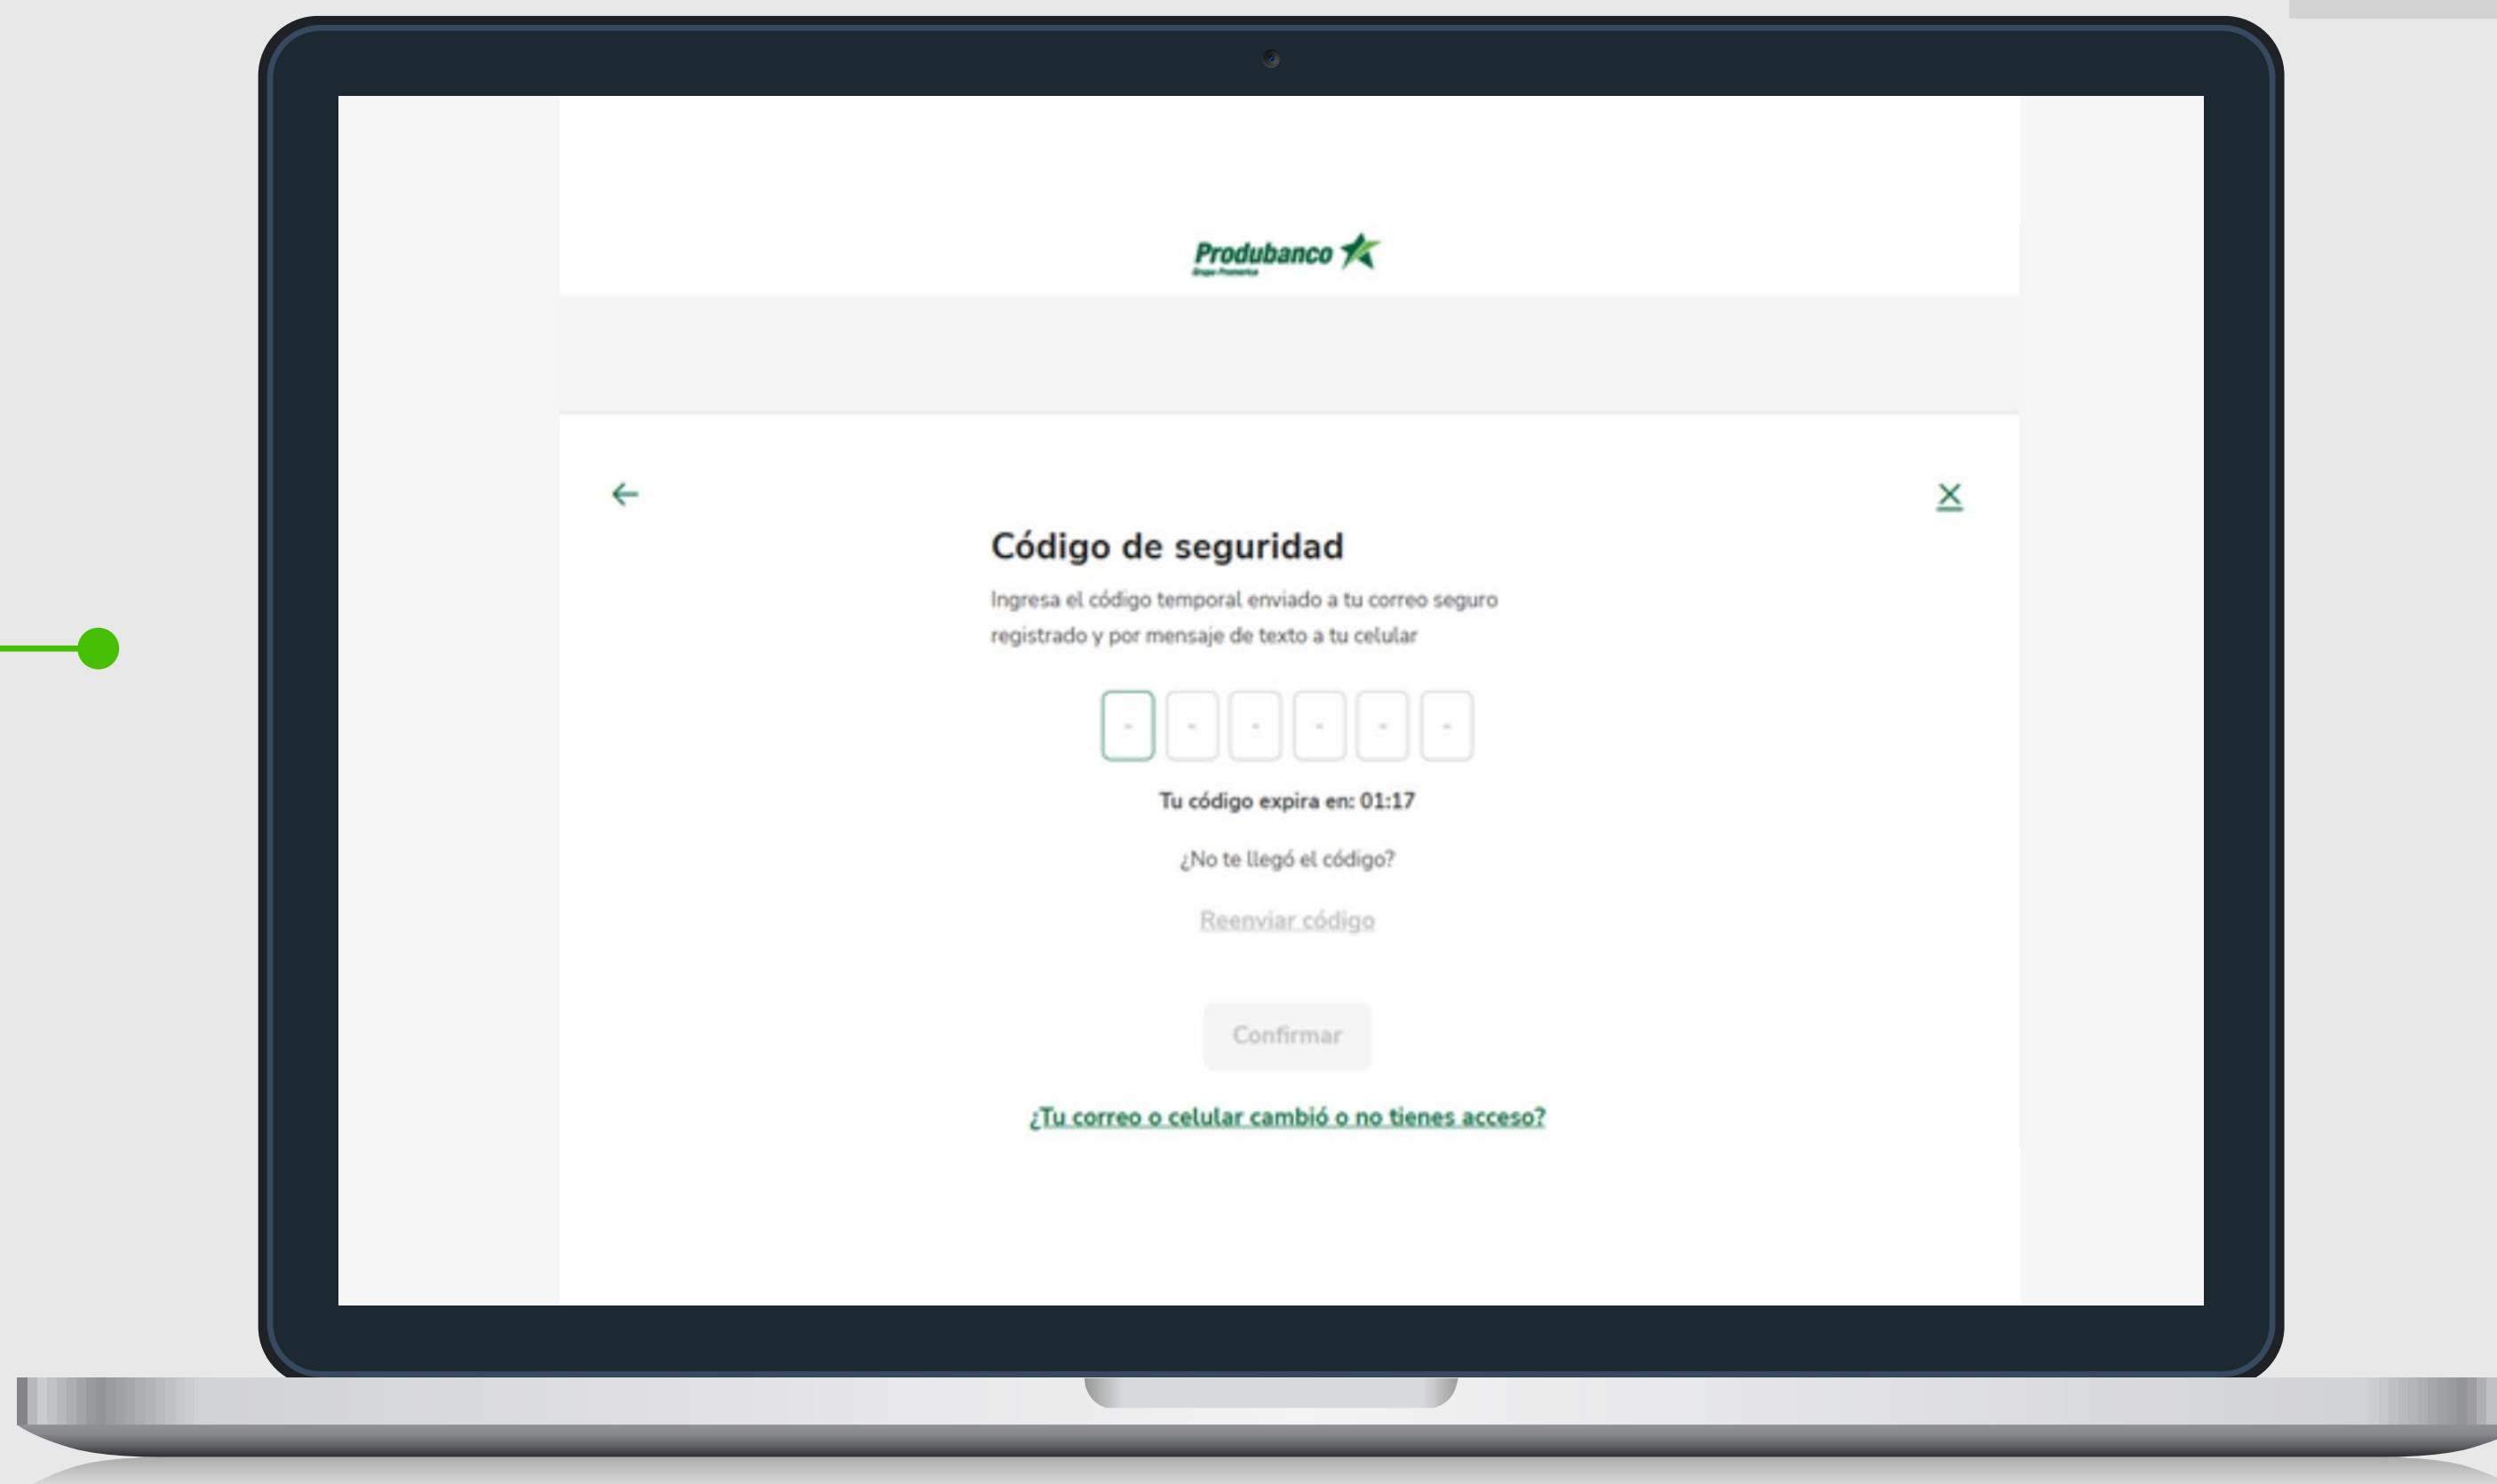 Produbanco
Grupo Promerica
Código de seguridad
Ingresa el código temporal enviado a tu correo seguro
registrado y por mensaje de texto a tu celular
- - - - - -
Tu código expira en: 01:17
¿No te llegó el código?
Reenviar código
Confirmar
¿Tu correo o celular cambió o no tienes acceso?